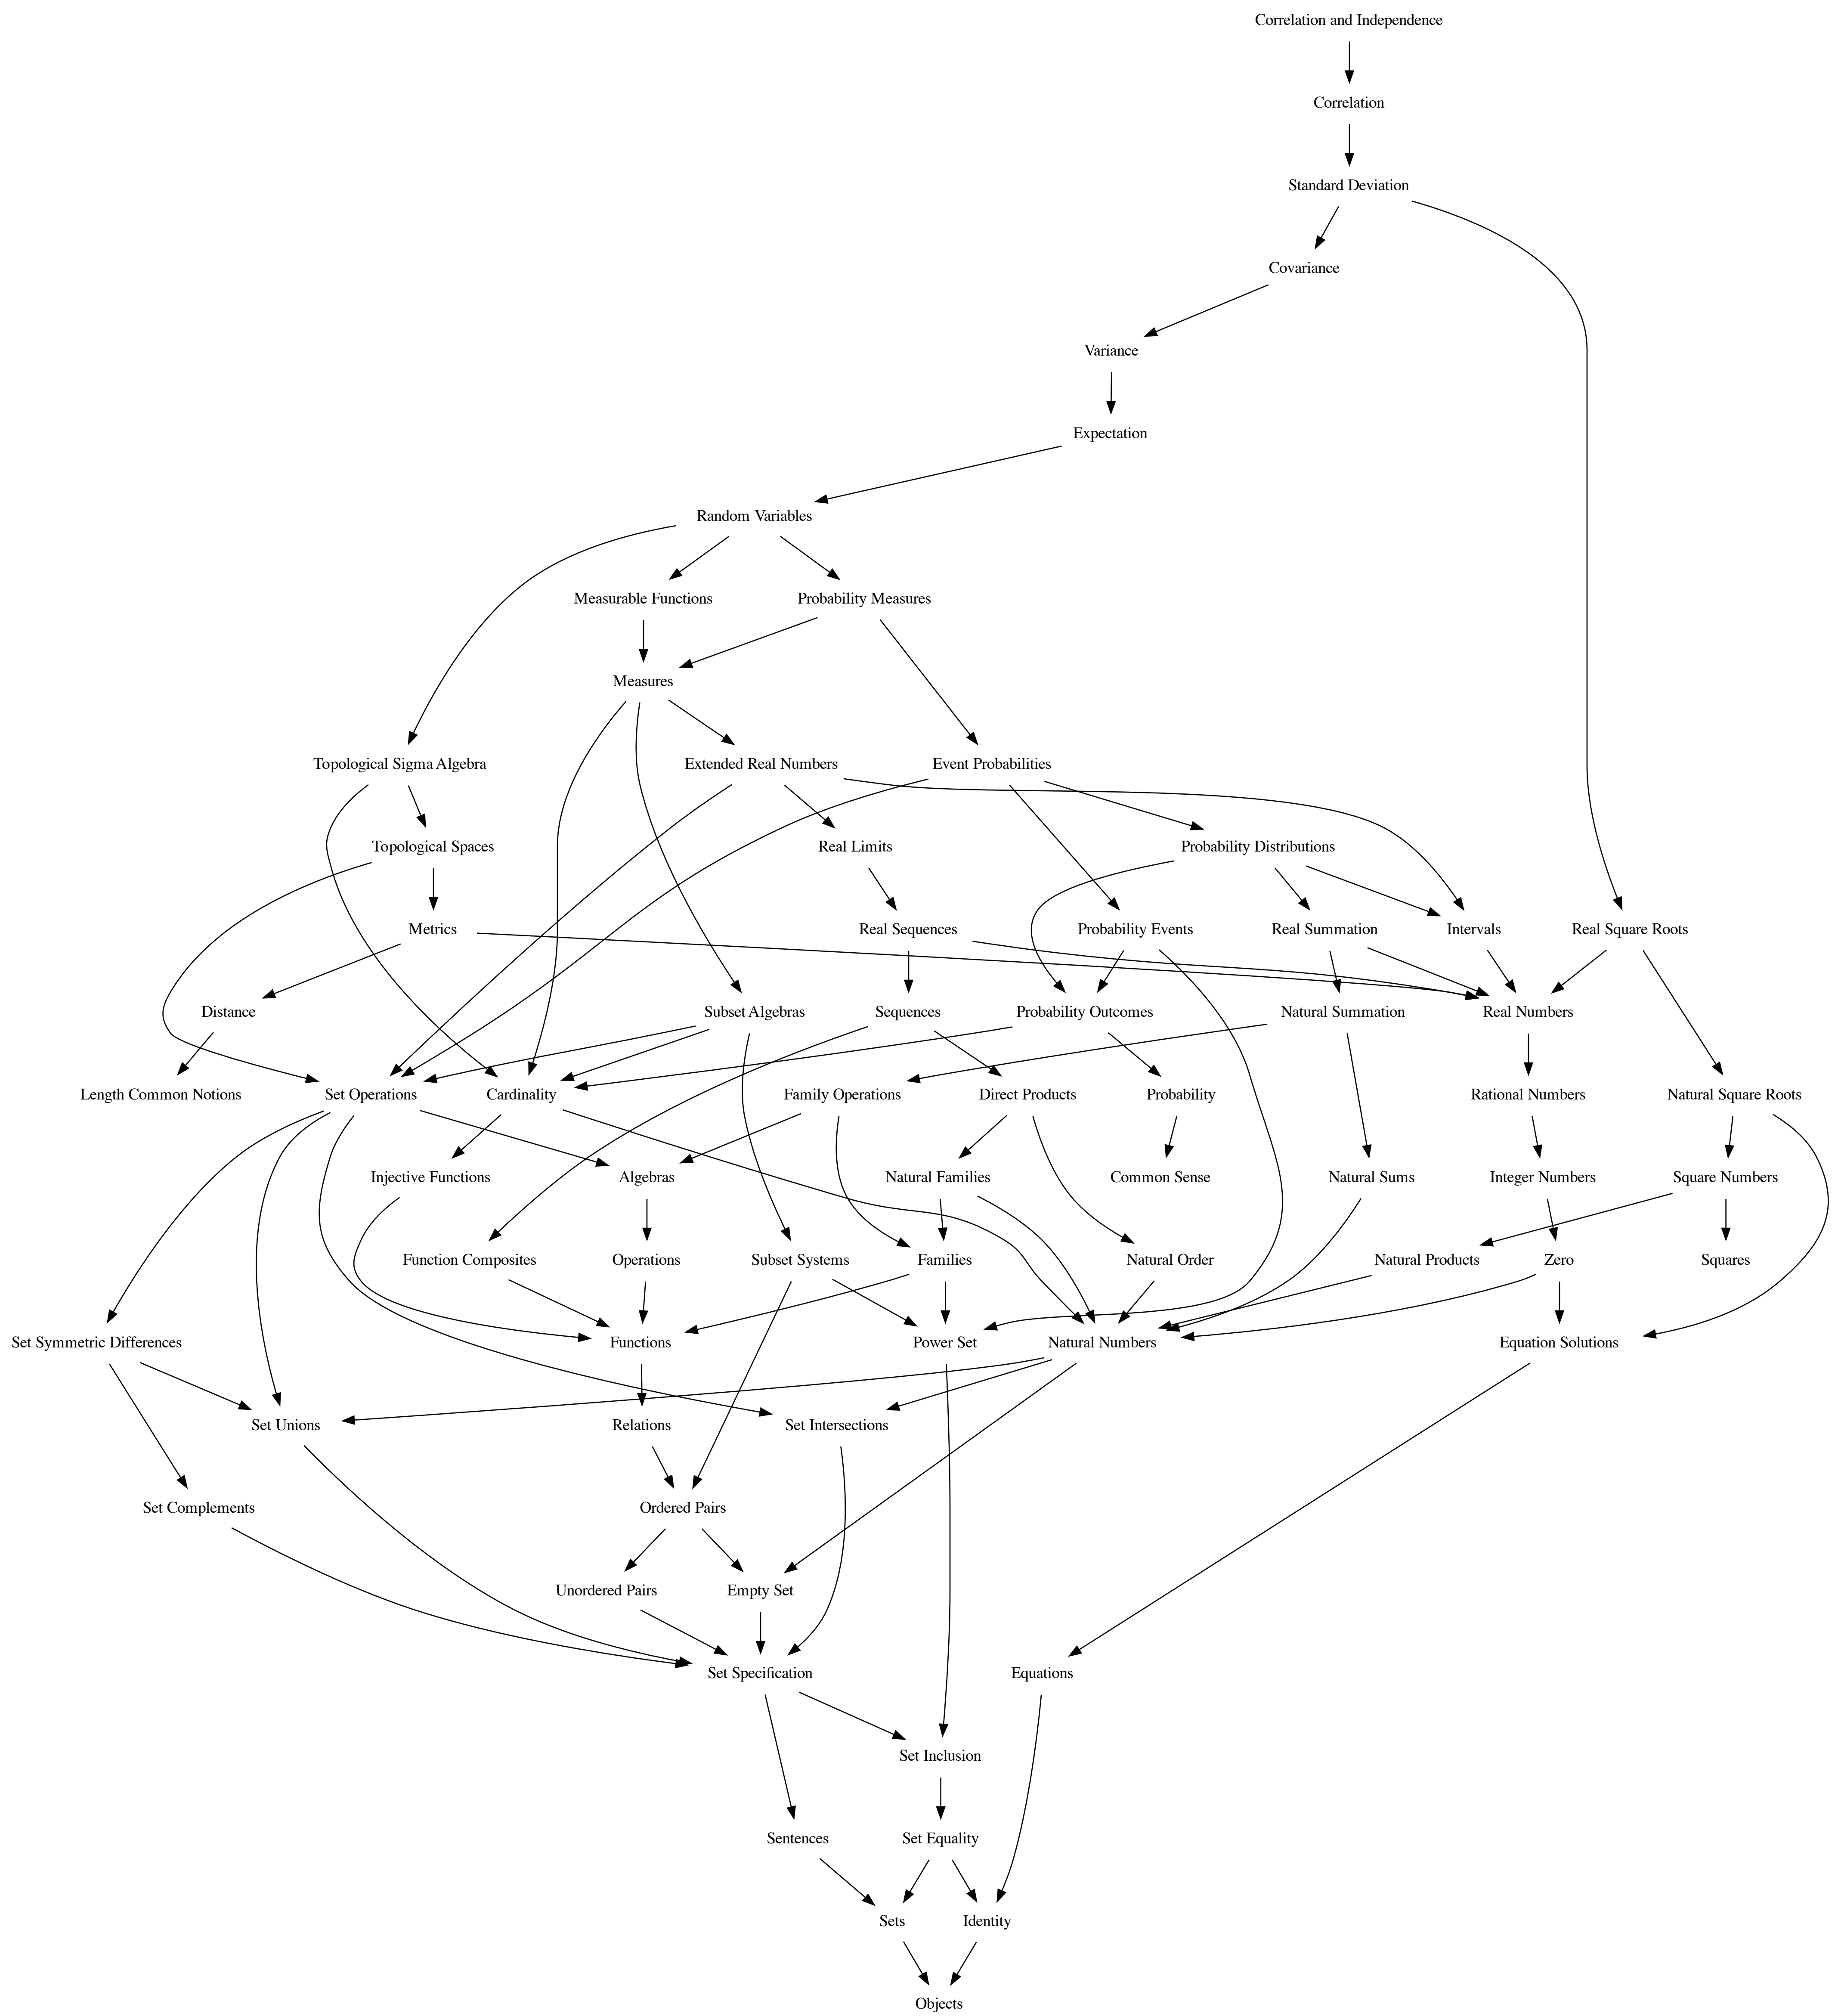 Correlation and Independence
Correlation
Standard Deviation
Covariance
Variance
Expectation
Random Variables
Measurable Functions
Probability Measures
Measures
Topological Sigma Algebra
Extended Real Numbers
Event Probabilities
Topological Spaces
Real Limits
Probability Distributions
Metrics
Real Sequences
Probability Events
Real Summation
Intervals
Real Square Roots
Distance
Subset Algebras
Sequences
Probability Outcomes
Natural Summation
Real Numbers
Length Common Notions
Set Operations
Cardinality
Family Operations
Direct Products
Probability
Rational Numbers
Natural Square Roots
Injective Functions
Algebras
Natural Families
Common Sense
Natural Sums
Integer Numbers
Square Numbers
Function Composites
Operations
Subset Systems
Families
Natural Order
Natural Products
Zero
Squares
Set Symmetric Differences
Functions
Power Set
Natural Numbers
Equation Solutions
Set Unions
Relations
Set Intersections
Set Complements
Ordered Pairs
Unordered Pairs
Empty Set
Set Specification
Equations
Set Inclusion
Sentences
Set Equality
Sets
Identity
Objects